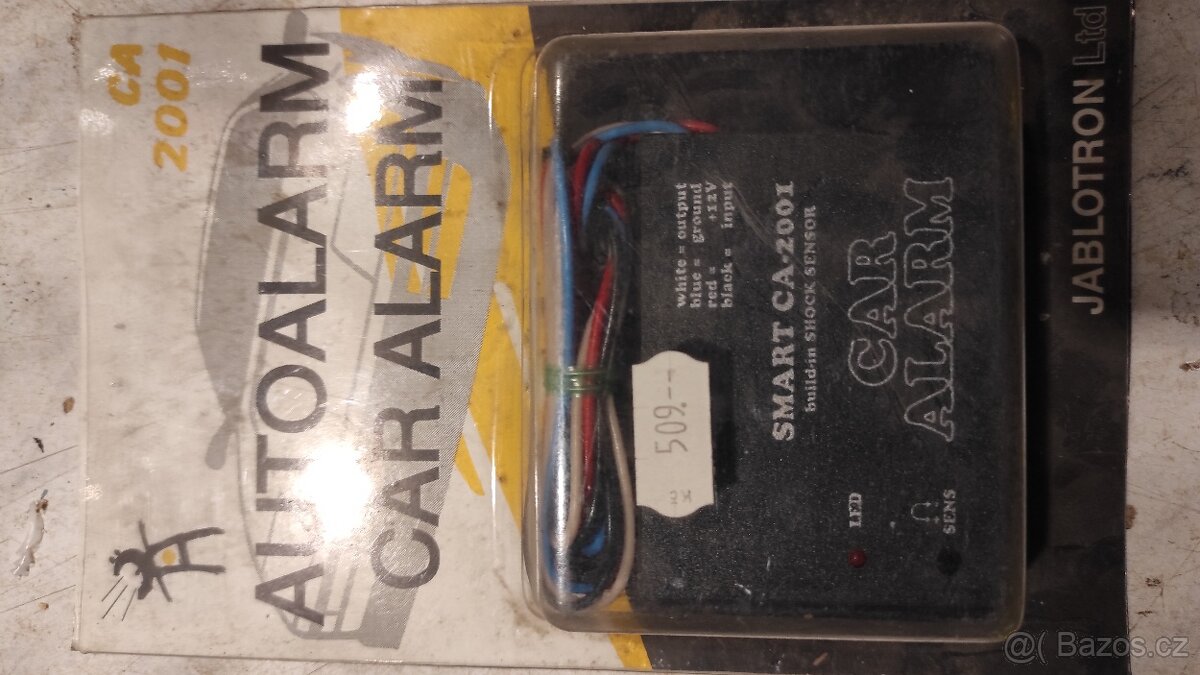 CA
2001
AUTOALARM
CAR ALARM
white = output
blue = ground
red = +12V
black = input
SMART CA-2001
build-in SHOCK SENSOR
CAR
ALARM
509.--
LED
SENS
JABLOTRON Ltd
@( Bazos.cz